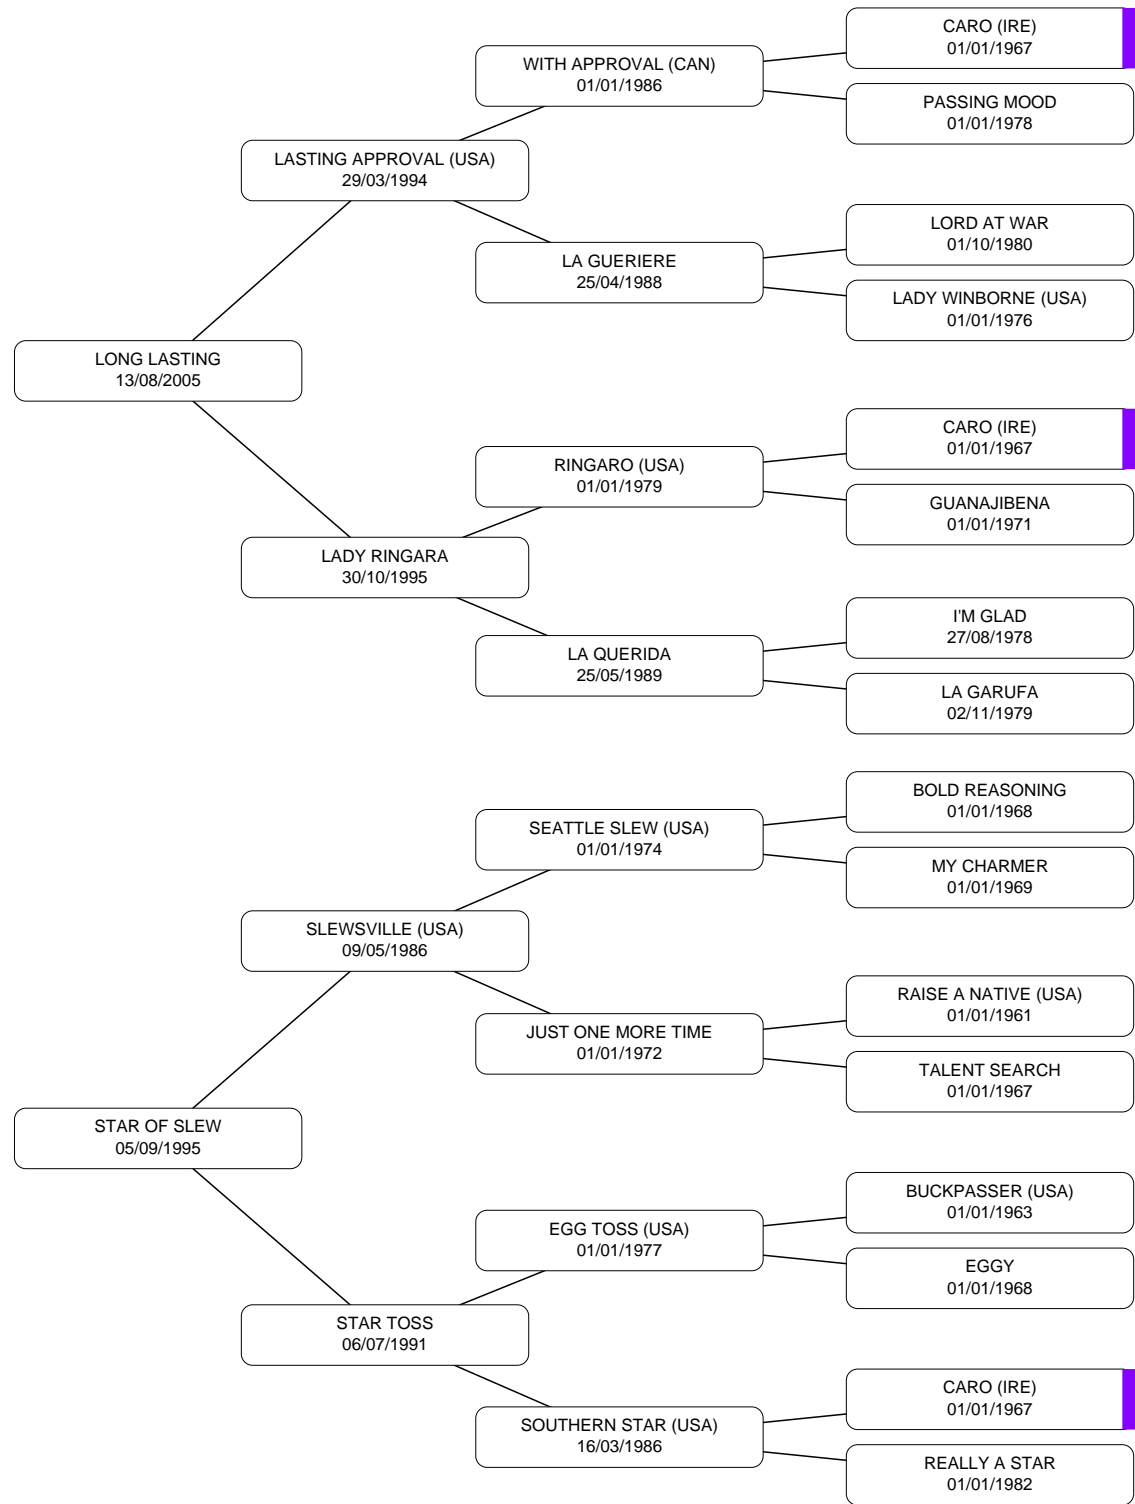 CARO (IRE)
01/01/1967
WITH APPROVAL (CAN)
01/01/1986
PASSING MOOD
01/01/1978
LASTING APPROVAL (USA)
29/03/1994
LORD AT WAR
01/10/1980
LA GUERIERE
25/04/1988
LADY WINBORNE (USA)
01/01/1976
LONG LASTING
13/08/2005
CARO (IRE)
01/01/1967
RINGARO (USA)
01/01/1979
GUANAJIBENA
01/01/1971
LADY RINGARA
30/10/1995
I'M GLAD
27/08/1978
LA QUERIDA
25/05/1989
LA GARUFA
02/11/1979
BOLD REASONING
01/01/1968
SEATTLE SLEW (USA)
01/01/1974
MY CHARMER
01/01/1969
SLEWSVILLE (USA)
09/05/1986
RAISE A NATIVE (USA)
01/01/1961
JUST ONE MORE TIME
01/01/1972
TALENT SEARCH
01/01/1967
STAR OF SLEW
05/09/1995
BUCKPASSER (USA)
01/01/1963
EGG TOSS (USA)
01/01/1977
EGGY
01/01/1968
STAR TOSS
06/07/1991
CARO (IRE)
01/01/1967
SOUTHERN STAR (USA)
16/03/1986
REALLY A STAR
01/01/1982